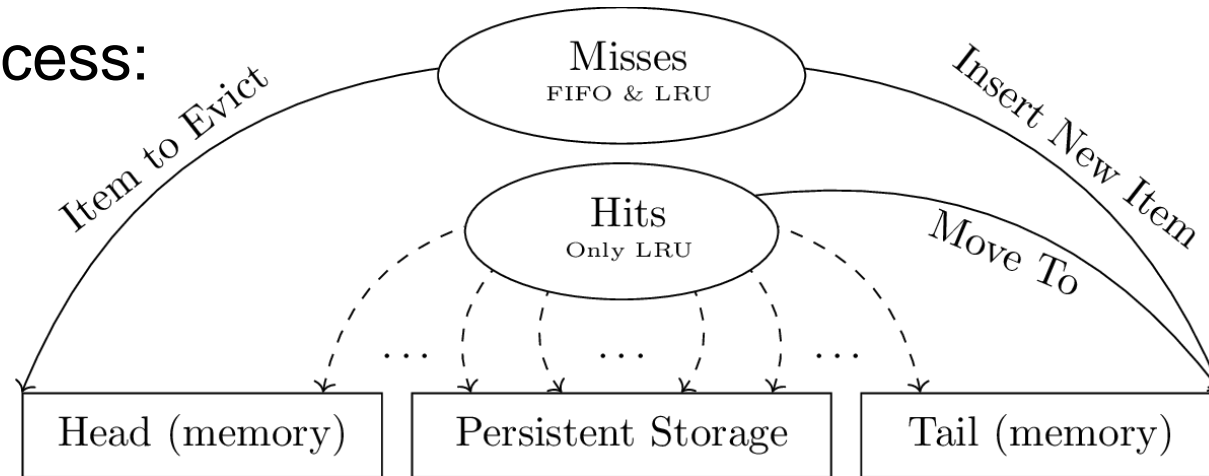 cess:
Misses
FIFO & LRU
Item to Evict
Insert New Item
Hits
Only LRU
Move To
... ... ...
Head (memory)
Persistent Storage
Tail (memory)